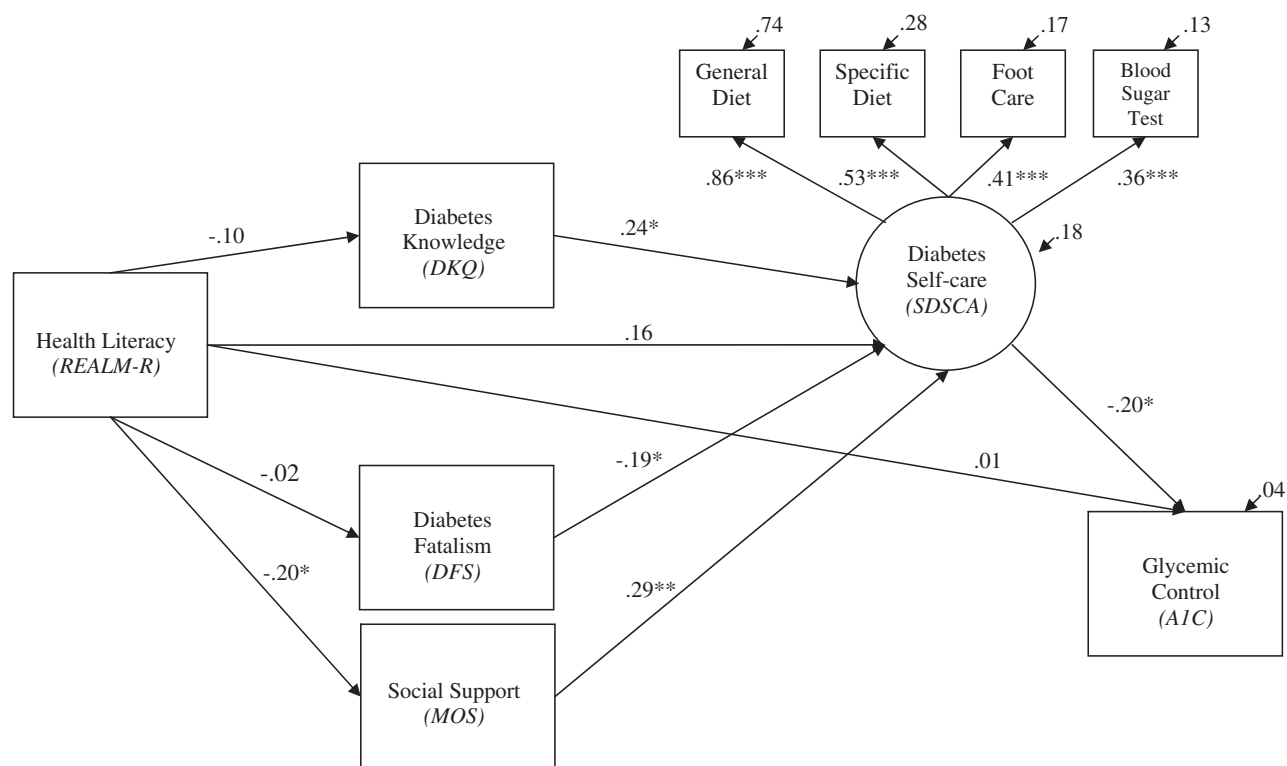 .74
.28
.17
.13
General
Diet
Specific
Diet
Foot
Care
Blood
Sugar
Test
.86***
.53***
.41***
.36***
Diabetes
Knowledge
(DKQ)
-.10
.24*
.18
Diabetes
Self-care
(SDSCA)
Health Literacy
(REALM-R)
.16
-.20*
-.02
-.19*
.01
.04
Diabetes
Fatalism
(DFS)
Glycemic
Control
(A1C)
-.20*
.29**
Social Support
(MOS)